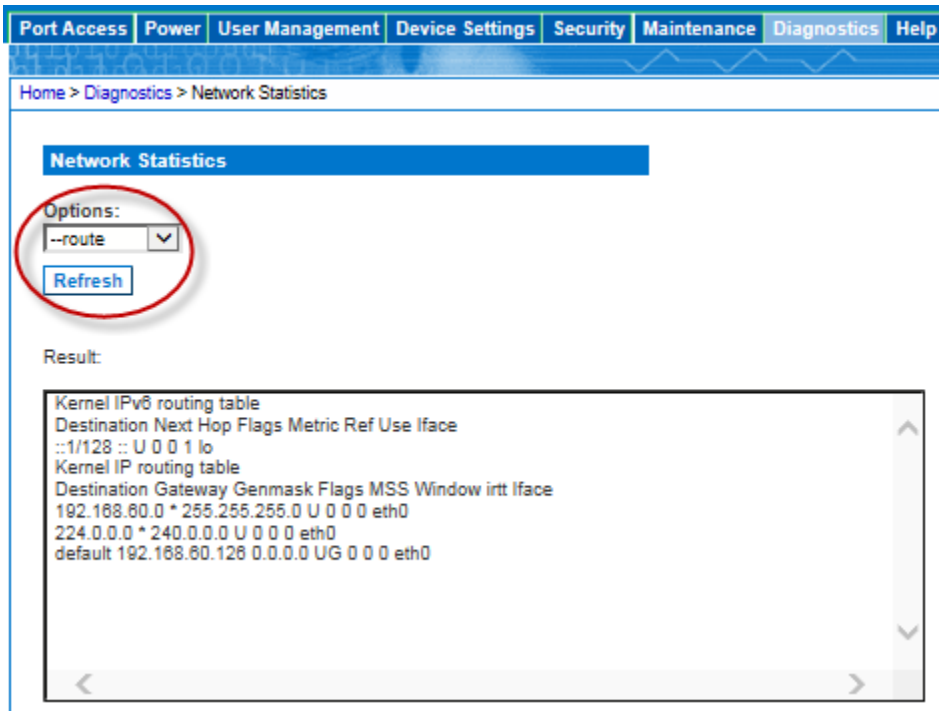 Port Access Power User Management Device Settings Security Maintenance Diagnostics Help
Home > Diagnostics > Network Statistics
Network Statistics
Options:
--route
Refresh
Result:
Kernel IPv6 routing table
Destination Next Hop Flags Metric Ref Use Iface
::1/128 :: U 0 0 1 lo
Kernel IP routing table
Destination Gateway Genmask Flags MSS Window irtt Iface
192.168.60.0 * 255.255.255.0 U 0 0 0 eth0
224.0.0.0 * 240.0.0.0 U 0 0 0 eth0
default 192.168.60.126 0.0.0.0 UG 0 0 0 eth0